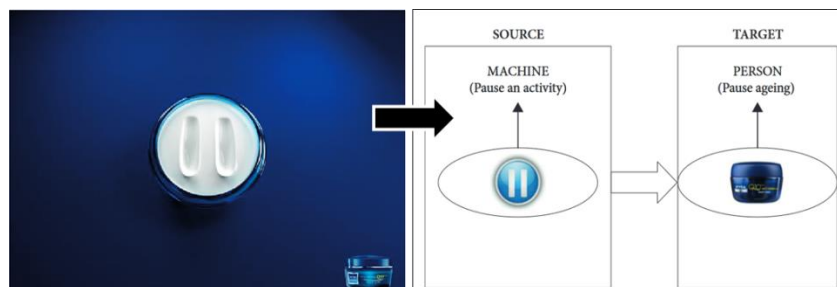 SOURCE
TARGET
MACHINE
(Pause an activity)
PERSON
(Pause ageing)